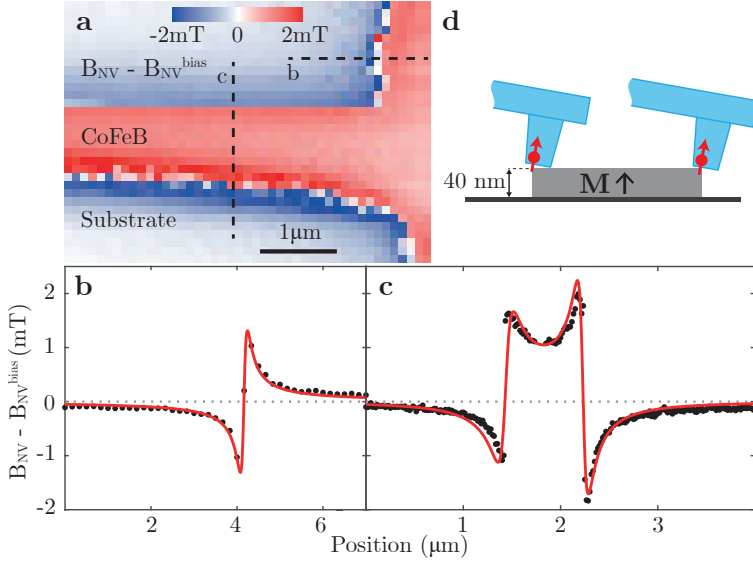 a
-2mT 0 2mT
B_NV - B_NV^bias
c
b
CoFeB
Substrate
1μm
d
40 nm
M ↑
b
c
B_NV - B_NV^bias (mT)
2
1
0
-1
-2
2
4
6
1
2
3
Position (μm)